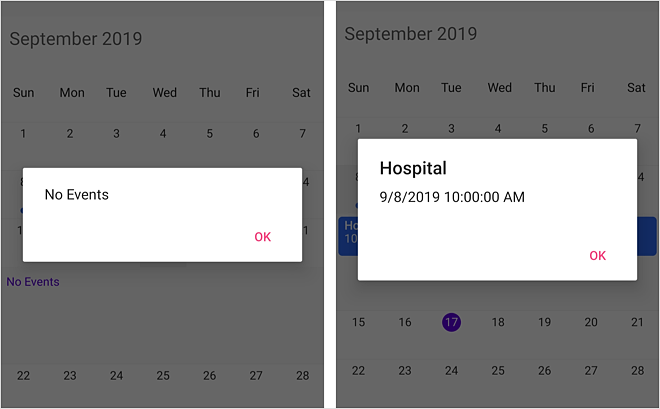 September 2019
Sun Mon Tue Wed Thu Fri Sat
1 2 3 4 5 6 7
8 4
No Events
OK
1 1
No Events
22 23 24 25 26 27 28
September 2019
Sun Mon Tue Wed Thu Fri Sat
1 2 3 4 5 6 7
Hospital
8 4
9/8/2019 10:00:00 AM
Ho
10
OK
15 16 17 18 19 20 21
22 23 24 25 26 27 28